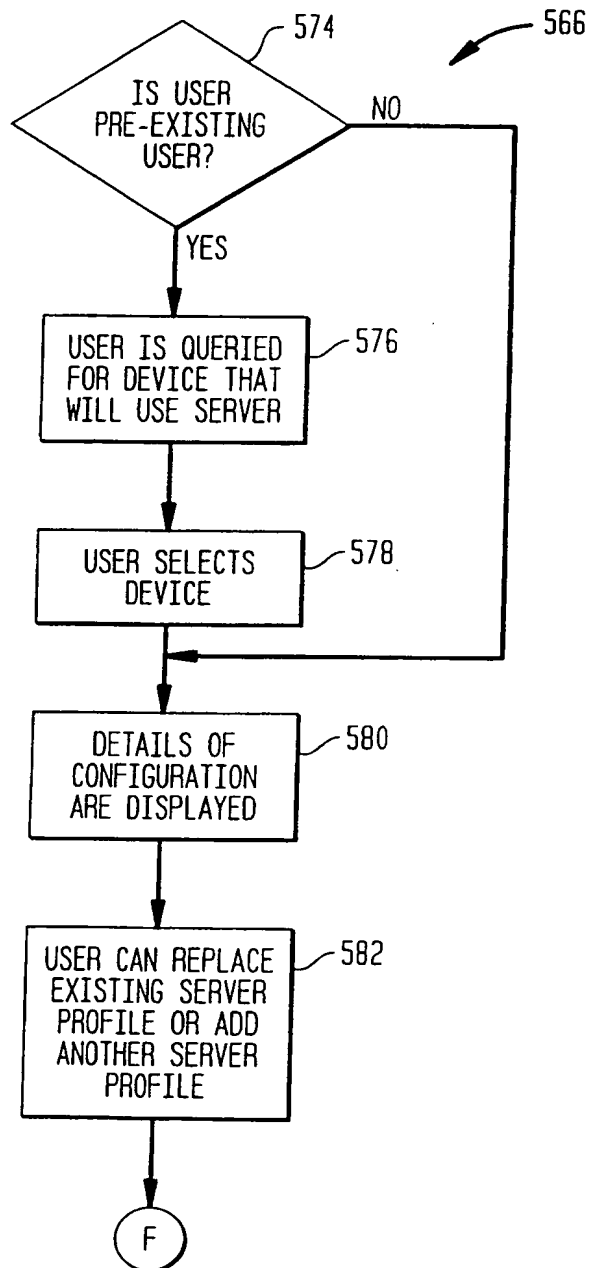 574
566
IS USER
PRE-EXISTING
USER?
NO
YES
USER IS QUERIED
FOR DEVICE THAT
WILL USE SERVER
576
USER SELECTS
DEVICE
578
DETAILS OF
CONFIGURATION
ARE DISPLAYED
580
USER CAN REPLACE
EXISTING SERVER
PROFILE OR ADD
ANOTHER SERVER
PROFILE
582
F